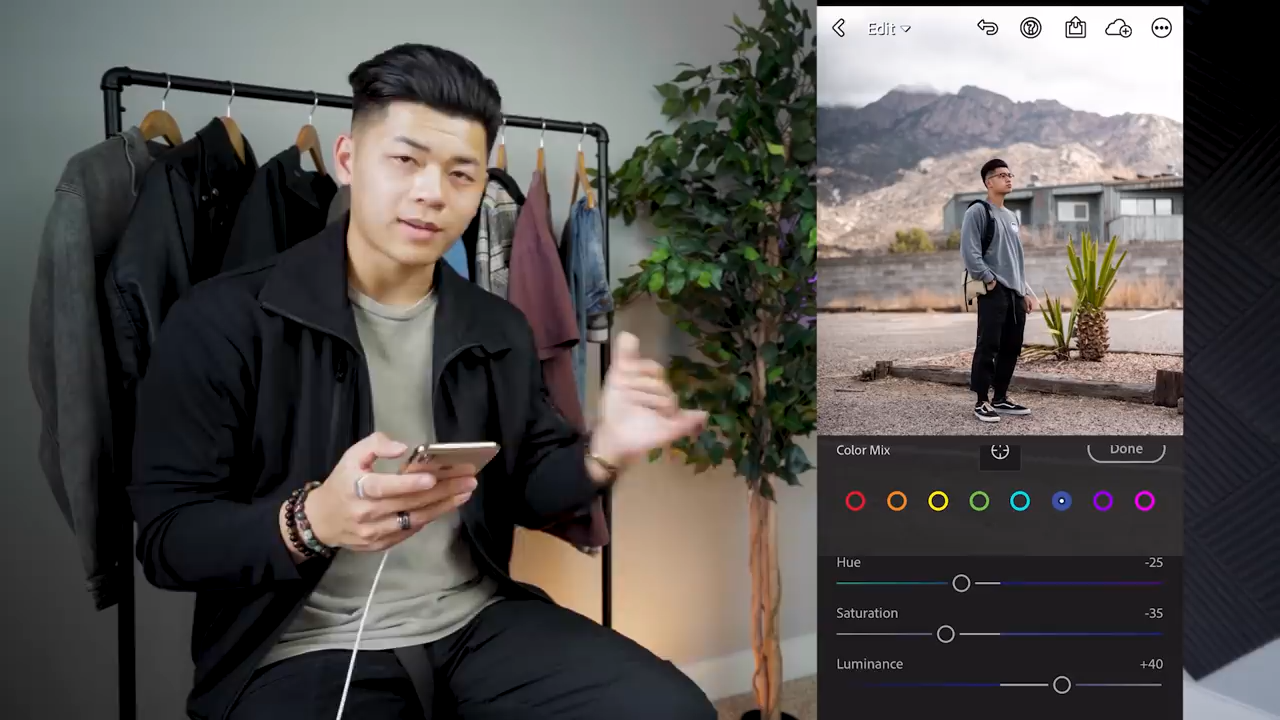 Edit
Color Mix
Done
Hue
-25
Saturation
-35
Luminance
+40